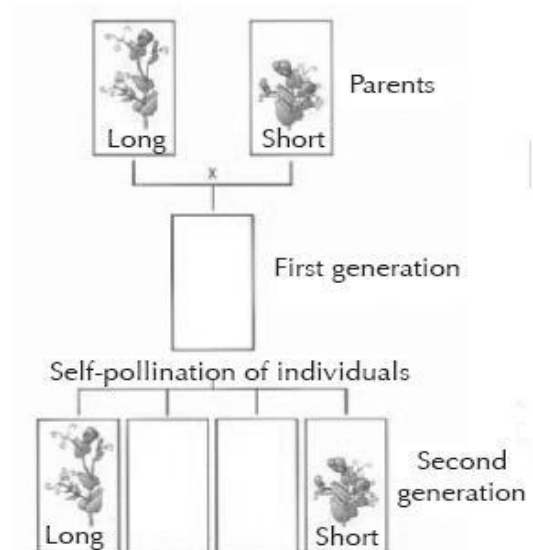 Long
Short
Parents
x
First generation
Self-pollination of individuals
Long
Short
Second
generation